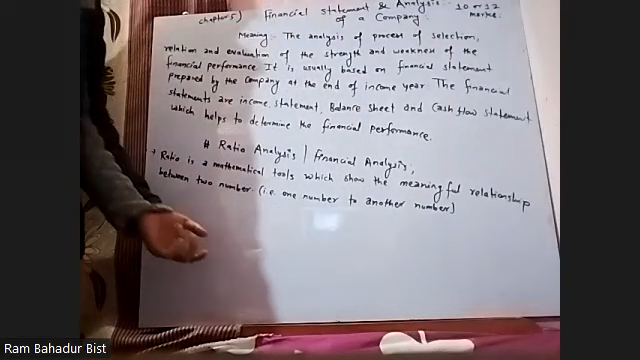 chapter 5) Financial Statement & Analysis :- 10 or 12
of a Company. marks.
Meaning:- The analysis of process of selection,
relation and evaluation of the strength and weakness of the
financial performance. It is usually based on financial statement
prepared by the Company at the end of income year The financial
statements are income statement, Balance sheet and Cash flow statement
which helps to determine the financial performance.
# Ratio Analysis | Financial Analysis,
+ Ratio is a mathematical tools which show the meaningful relationship
between two number. (i.e. one number to another number)
Ram Bahadur Bist